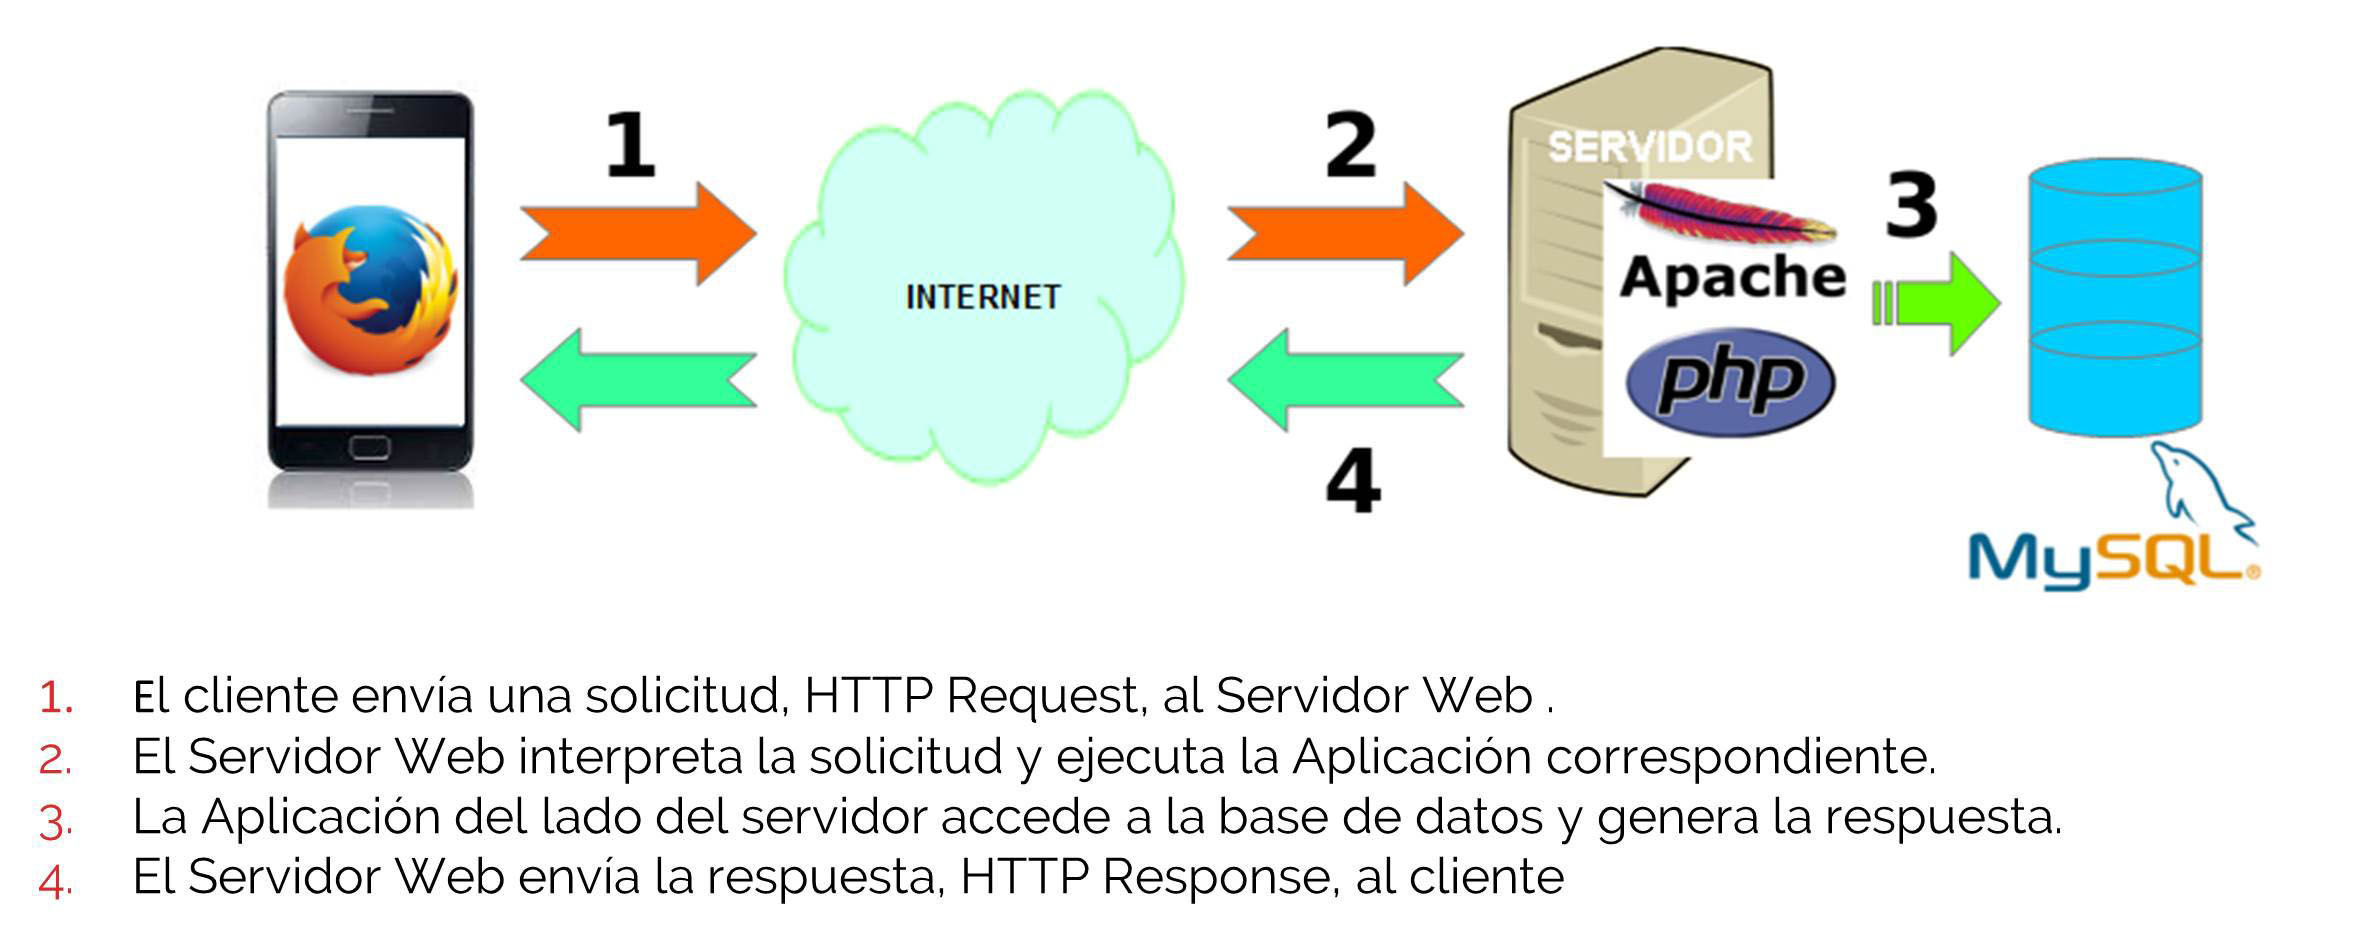 1
2
SERVIDOR
3
Apache
INTERNET
php
4
MySQL®
1. El cliente envía una solicitud, HTTP Request, al Servidor Web .
2. El Servidor Web interpreta la solicitud y ejecuta la Aplicación correspondiente.
3. La Aplicación del lado del servidor accede a la base de datos y genera la respuesta.
4. El Servidor Web envía la respuesta, HTTP Response, al cliente